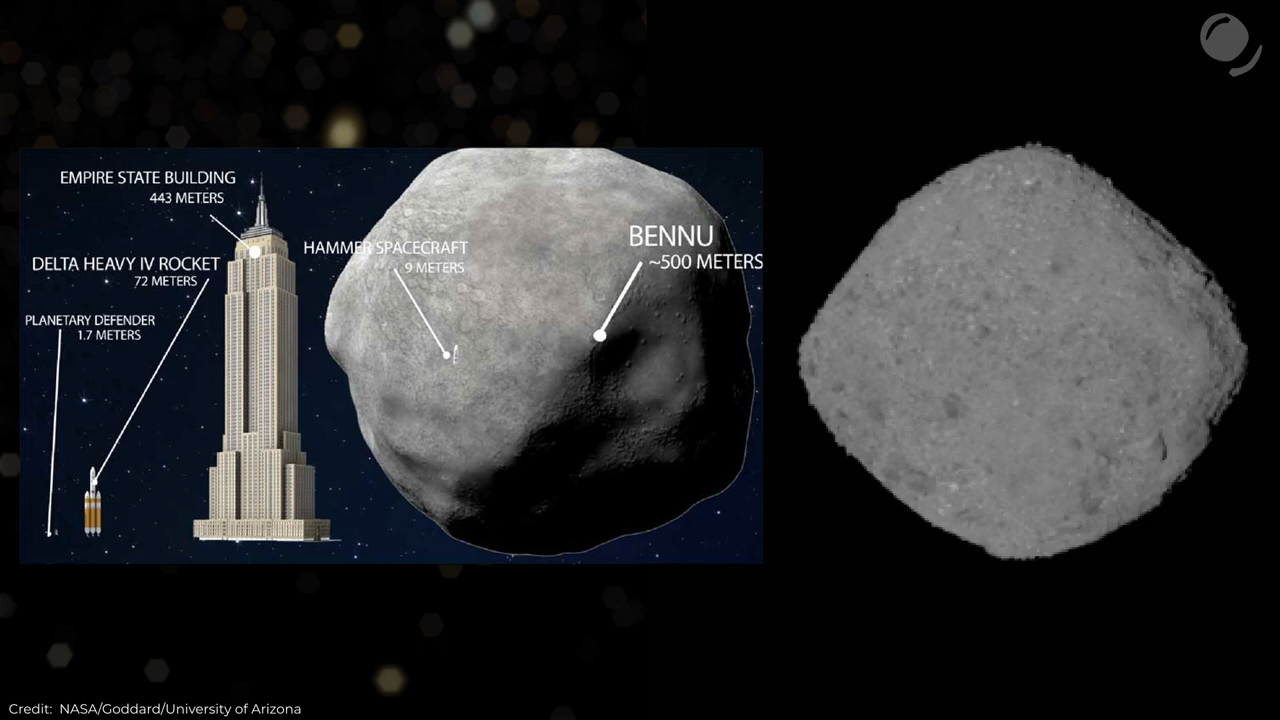 EMPIRE STATE BUILDING
443 METERS
DELTA HEAVY IV ROCKET
72 METERS
PLANETARY DEFENDER
1.7 METERS
HAMMER SPACECRAFT
9 METERS
BENNU
~500 METERS
Credit: NASA/Goddard/University of Arizona